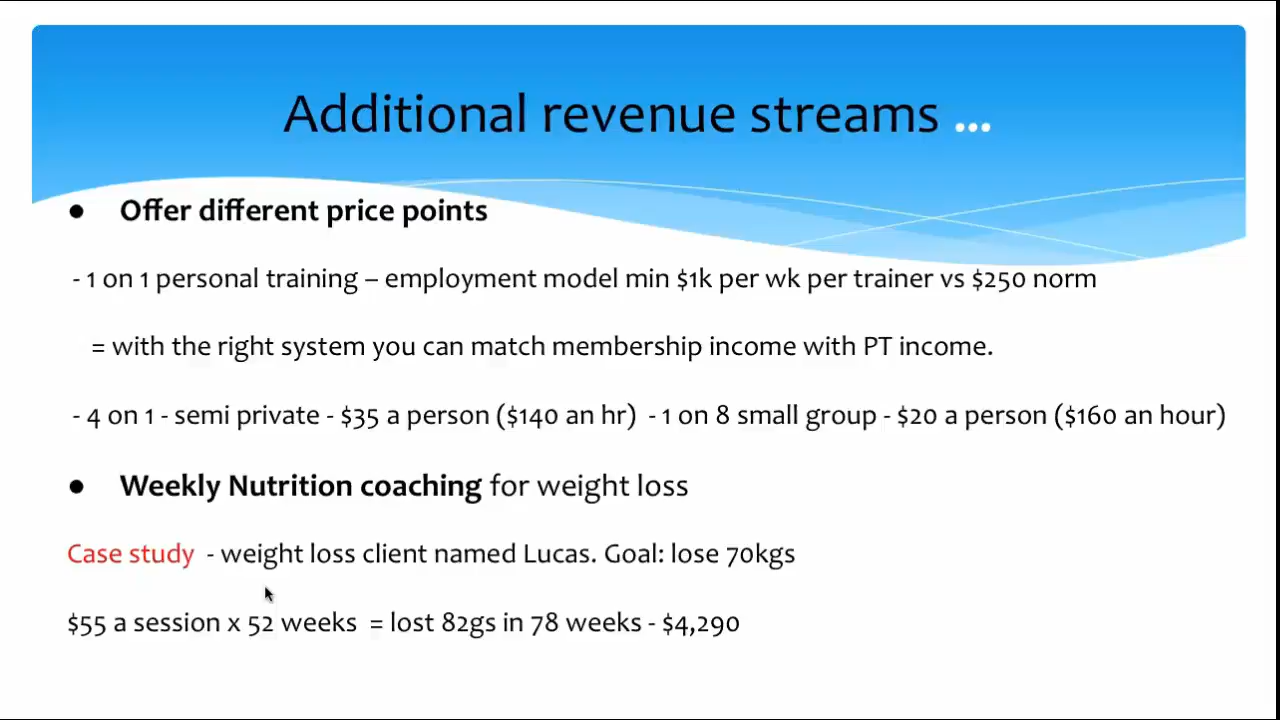 Additional revenue streams ...
● Offer different price points
- 1 on 1 personal training – employment model min $1k per wk per trainer vs $250 norm
= with the right system you can match membership income with PT income.
- 4 on 1 - semi private - $35 a person ($140 an hr) - 1 on 8 small group - $20 a person ($160 an hour)
● Weekly Nutrition coaching for weight loss
Case study - weight loss client named Lucas. Goal: lose 70kgs
$55 a session x 52 weeks = lost 82gs in 78 weeks - $4,290